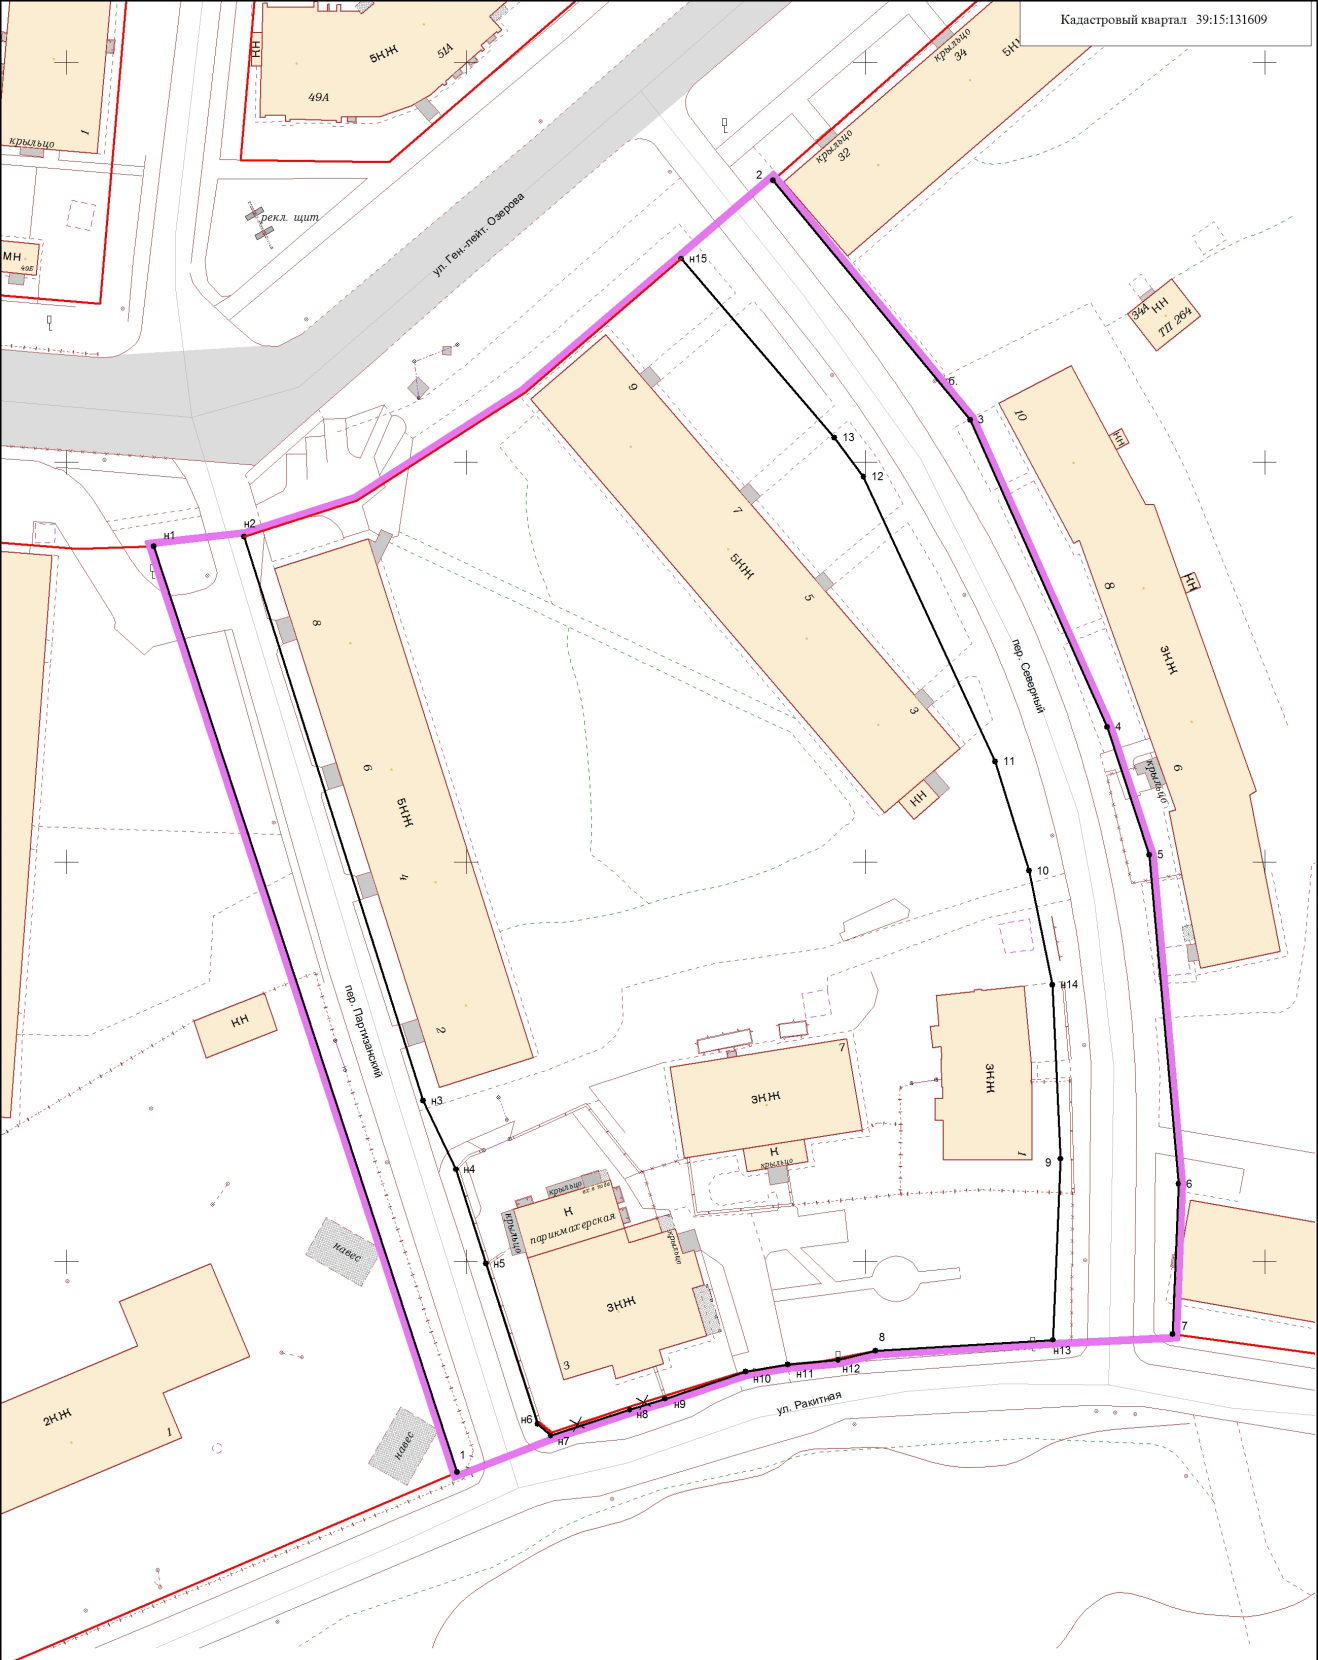 Кадастровый квартал 39:15:131609
НН
5НЖ
51А
49А
1
крыльцо
крыльцо
34
крыльцо
32
2
рекл. щит
МН
49Б
ул. Ген.-лейт. Озерова
н15
34А
НН
ТП 264
б.
3
10
НН
9
13
12
7
5НЖ
5
н1
н2
8
8
НН
3НЖ
пер. Северный
3
4
6
крыльцо
11
НН
6
5НЖ
4
5
10
2
пер. Партизанский
НН
н14
7
3НЖ
3НЖ
1
н3
н4
Н
крыльцо
9
6
крыльцо
Н
парикмахерская
крыльцо
крыльцо
навес
н5
3НЖ
3
7
8
н13
н12
н11
н10
н9
н8
н7
н6
ул. Ракитная
2НЖ
1
навес
1